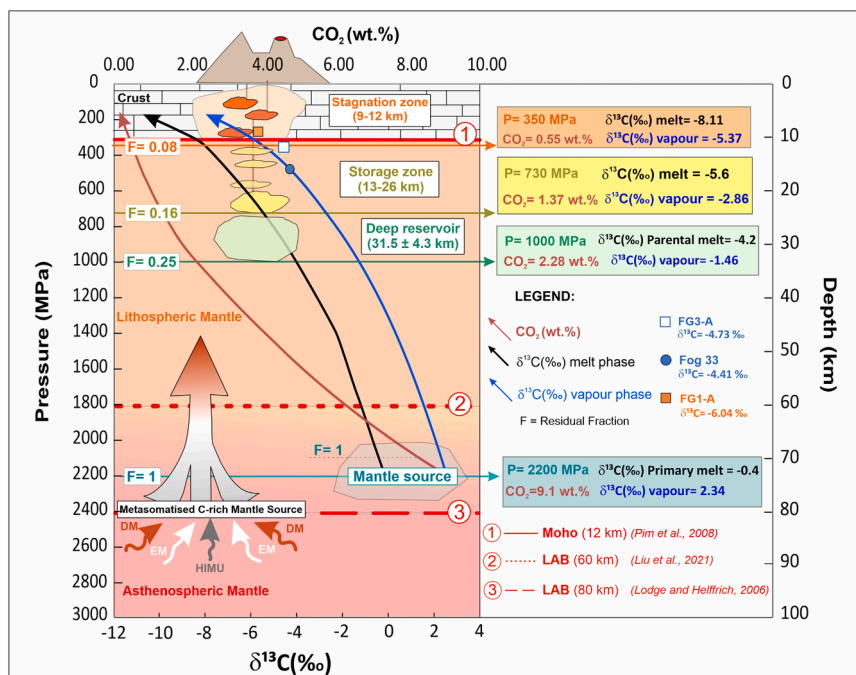 CO₂ (wt.%)
0.00 2.00 4.00 6.00 8.00 10.00
Pressure (MPa)
0
200
400
600
800
1000
1200
1400
1600
1800
2000
2200
2400
2600
2800
3000
-12 -10 -8 -6 -4 -2 0 2 4
δ¹³C(‰)
Depth (km)
0
10
20
30
40
50
60
70
80
90
100
Crust
Stagnation zone
(9-12 km)
1
F= 0.08
Storage zone
(13-26 km)
F= 0.16
Deep reservoir
(31.5 ± 4.3 km)
F= 0.25
Lithospheric Mantle
2
F= 1
F= 1
Mantle source
Metasomatised C-rich Mantle Source
3
DM
EM
HIMU
EM
DM
Asthenospheric Mantle
P= 350 MPa δ¹³C(‰) melt= -8.11
CO₂= 0.55 wt.% δ¹³C(‰) vapour = -5.37
P= 730 MPa δ¹³C(‰) melt = -5.6
CO₂= 1.37 wt.% δ¹³C(‰) vapour = -2.86
P= 1000 MPa δ¹³C(‰) Parental melt= -4.2
CO₂= 2.28 wt.% δ¹³C(‰) vapour= -1.46
LEGEND:
CO₂ (wt.%)
δ¹³C(‰) melt phase
δ¹³C(‰) vapour phase
F = Residual Fraction
FG3-A
δ¹³C= -4.73 ‰
Fog 33
δ¹³C= -4.41 ‰
FG1-A
δ¹³C= -6.04 ‰
P= 2200 MPa δ¹³C(‰) Primary melt = -0.4
CO₂=9.1 wt.% δ¹³C(‰) vapour= 2.34
1 Moho (12 km) (Pim et al., 2008)
2 LAB (60 km) (Liu et al., 2021)
3 LAB (80 km) (Lodge and Helffrich, 2006)